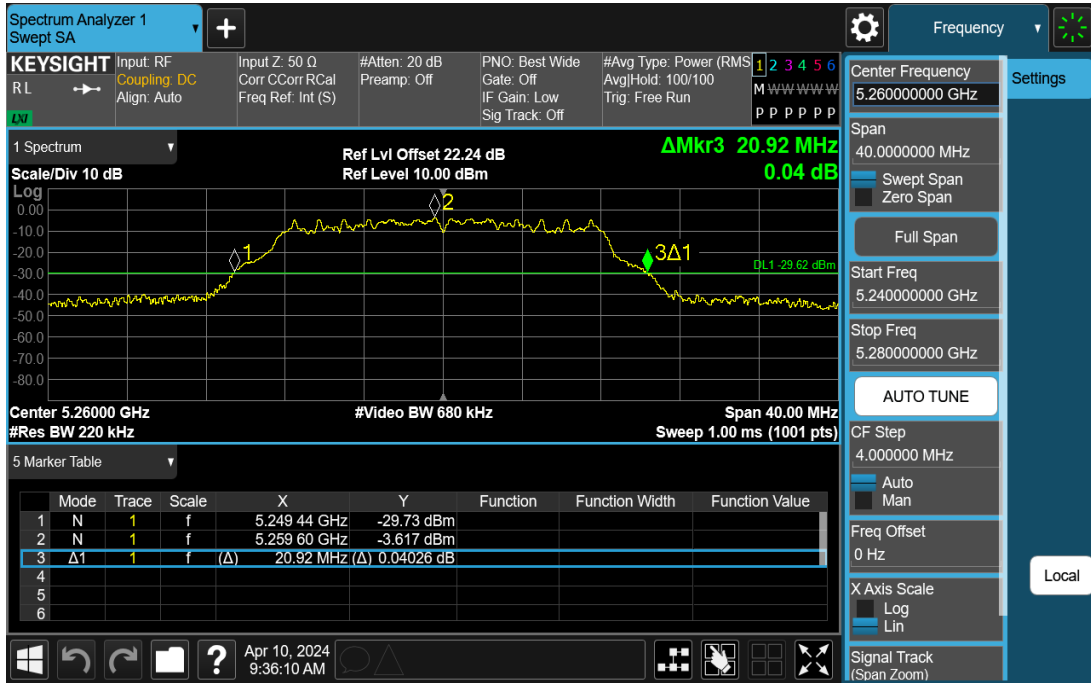 Spectrum Analyzer 1
Swept SA
+
Frequency
KEYSIGHT
RL
LXI
Input: RF
Coupling: DC
Align: Auto
Input Z: 50 Ω
Corr CCorr RCal
Freq Ref: Int (S)
#Atten: 20 dB
Preamp: Off
PNO: Best Wide
Gate: Off
IF Gain: Low
Sig Track: Off
#Avg Type: Power (RMS
Avg|Hold: 100/100
Trig: Free Run
1 2 3 4 5 6
M W W W W W
P P P P P P
1 Spectrum
Scale/Div 10 dB
Ref Lvl Offset 22.24 dB
Ref Level 10.00 dBm
ΔMkr3 20.92 MHz
0.04 dB
Log
0.00
-10.0
-20.0
-30.0
-40.0
-50.0
-60.0
-70.0
-80.0
1
2
3Δ1
DL1 -29.62 dBm
Center 5.26000 GHz
#Video BW 680 kHz
Span 40.00 MHz
#Res BW 220 kHz
Sweep 1.00 ms (1001 pts)
5 Marker Table
Mode Trace Scale X Y Function Function Width Function Value
1 N 1 f 5.249 44 GHz -29.73 dBm
2 N 1 f 5.259 60 GHz -3.617 dBm
3 Δ1 1 f (Δ) 20.92 MHz (Δ) 0.04026 dB
4
5
6
?
Apr 10, 2024
9:36:10 AM
Center Frequency
5.260000000 GHz
Span
40.0000000 MHz
Swept Span
Zero Span
Full Span
Start Freq
5.240000000 GHz
Stop Freq
5.280000000 GHz
AUTO TUNE
CF Step
4.000000 MHz
Auto
Man
Freq Offset
0 Hz
X Axis Scale
Log
Lin
Signal Track
(Span Zoom)
Settings
Local